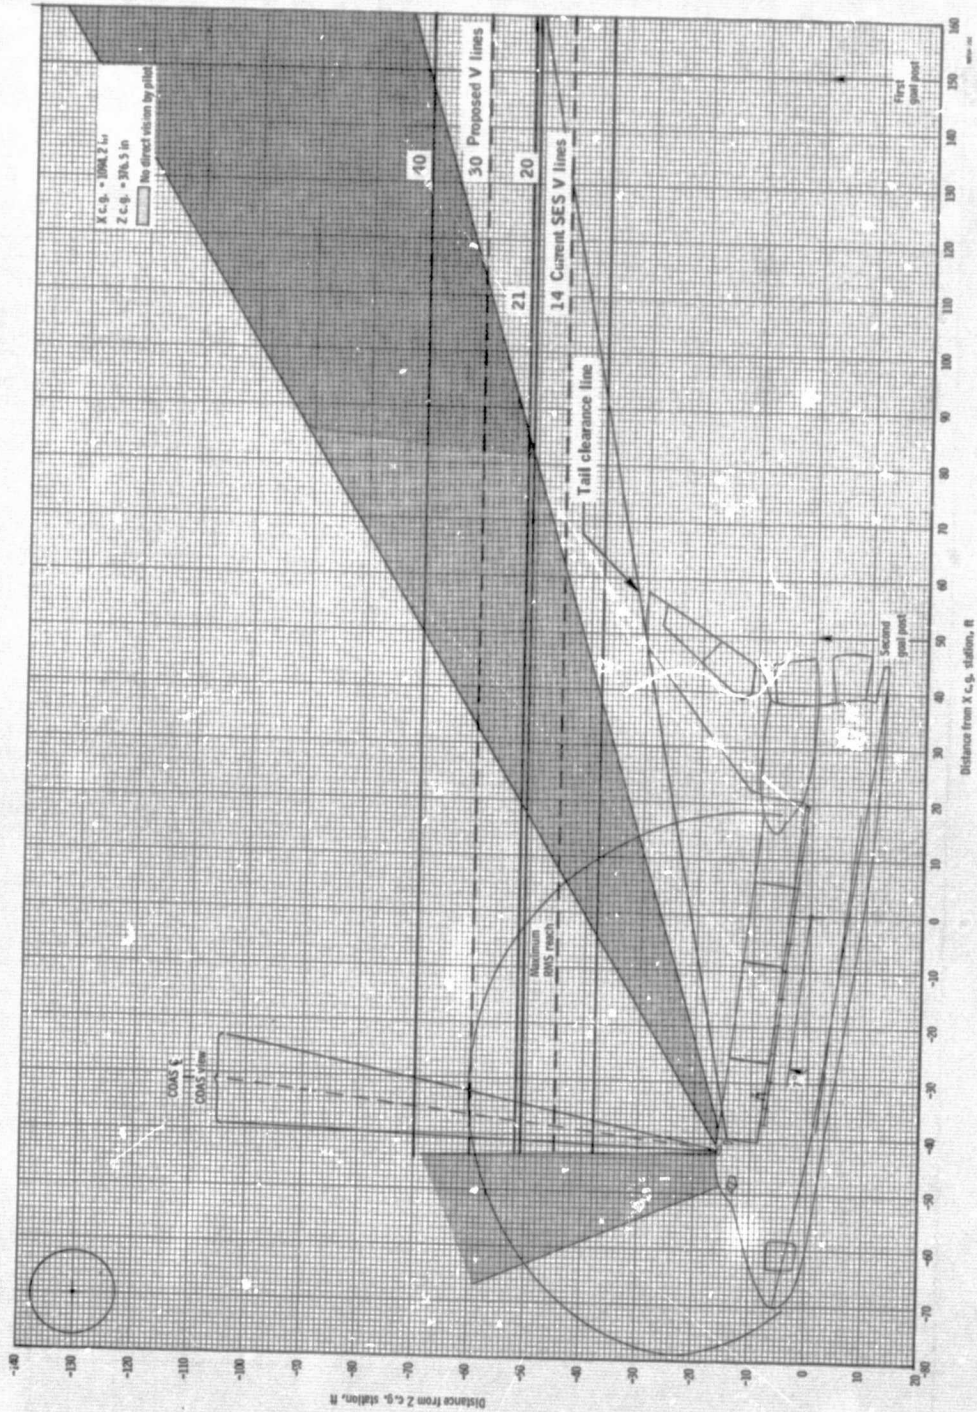 X c.g. = 1094.2 in
Z c.g. = 376.5 in
No direct vision by pilot
COAS ℄
COAS view
40
30 Proposed V lines
21
20
14 Current SES V lines
Maximum
RMS reach
Tail clearance line
First
goal post
Second
goal post
Distance from Z c.g. station, ft
-140
-130
-120
-110
-100
-90
-80
-70
-60
-50
-40
-30
-20
-10
0
10
20
-80
-70
-60
-50
-40
-30
-20
-10
0
10
20
30
40
50
60
70
80
90
100
110
120
130
140
150
160
Distance from X c.g. station, ft